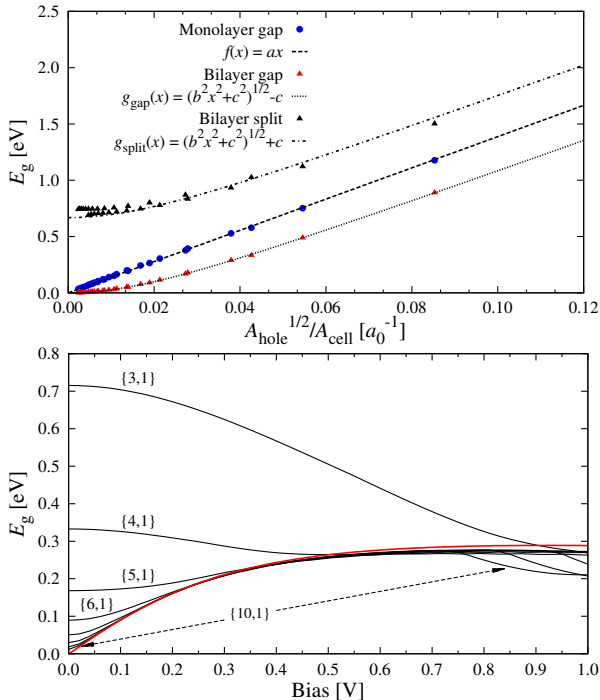 2.5
2.0
1.5
1.0
0.5
0.0
E_g [eV]
Monolayer gap
f(x) = ax
Bilayer gap
g_gap(x) = (b^2x^2+c^2)^1/2-c
Bilayer split
g_split(x) = (b^2x^2+c^2)^1/2+c
0.00 0.02 0.04 0.06 0.08 0.10 0.12
A_hole^1/2/A_cell [a_0^-1]
0.8
0.7
0.6
0.5
0.4
0.3
0.2
0.1
0.0
E_g [eV]
{3,1}
{4,1}
{5,1}
{6,1}
{10,1}
0.0 0.1 0.2 0.3 0.4 0.5 0.6 0.7 0.8 0.9 1.0
Bias [V]